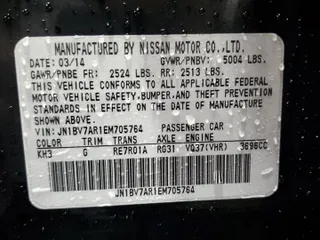 MANUFACTURED BY NISSAN MOTOR CO.,LTD.
DATE: 03/14 GVWR/PNBV: 5004 LBS.
GAWR/PNBE FR: 2524 LBS. RR: 2513 LBS.
THIS VEHICLE CONFORMS TO ALL APPLICABLE FEDERAL
MOTOR VEHICLE SAFETY,BUMPER,AND THEFT PREVENTION
STANDARDS IN EFFECT ON THE DATE OF MANUFACTURE
SHOWN ABOVE.
VIN: JN1BV7AR1EM705764 PASSENGER CAR
COLOR TRIM TRANS AXLE ENGINE
KH3 G RE7R01A RG31 VQ37(VHR) 3696CC
JN1BV7AR1EM705764